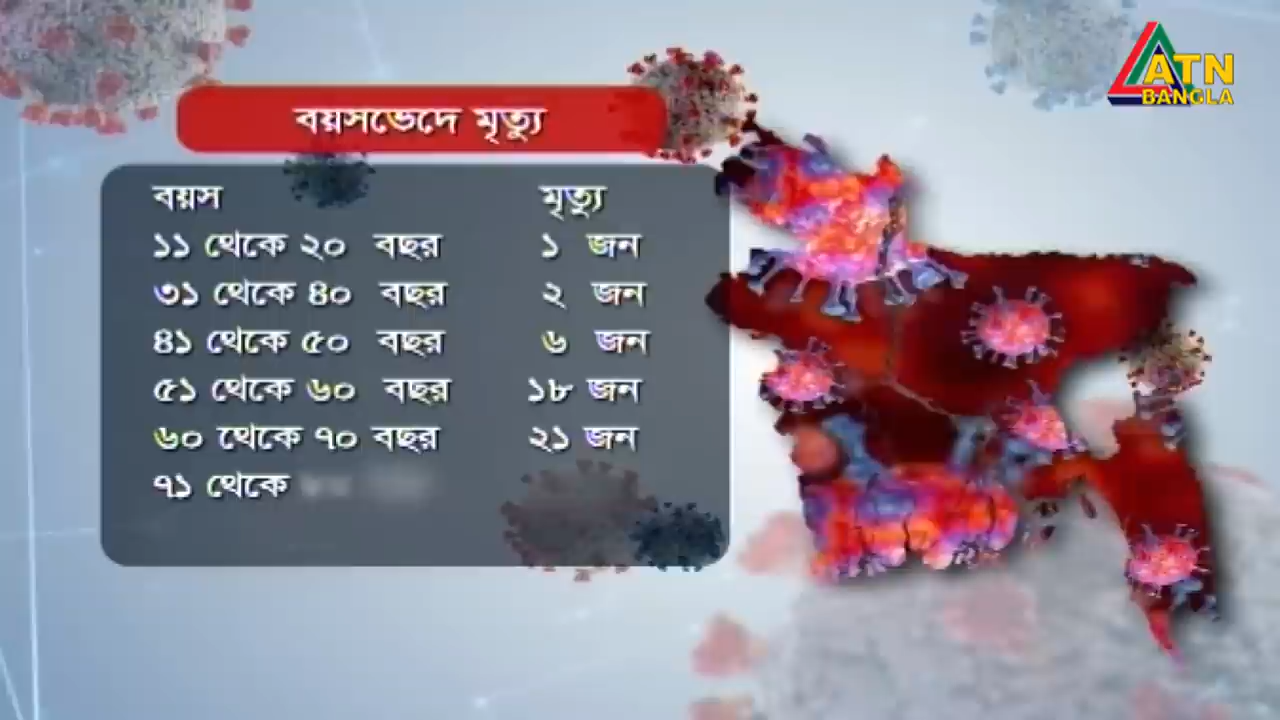 ATN
BANGLA
বয়সভেদে মৃত্যু
বয়স মৃত্যু
১১ থেকে ২০ বছর ১ জন
৩১ থেকে ৪০ বছর ২ জন
৪১ থেকে ৫০ বছর ৬ জন
৫১ থেকে ৬০ বছর ১৮ জন
৬০ থেকে ৭০ বছর ২১ জন
৭১ থেকে